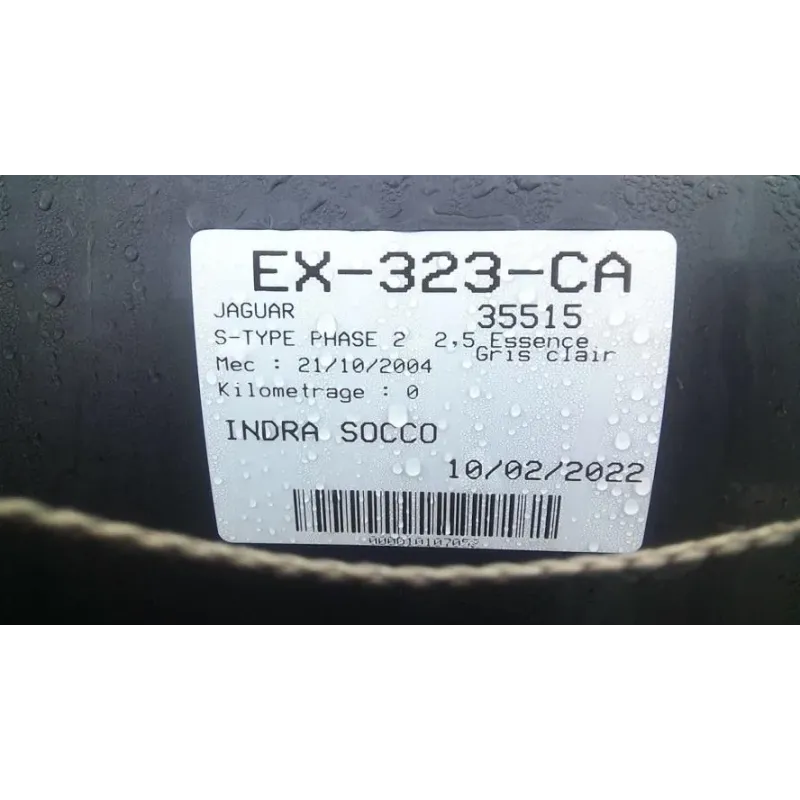 EX-323-CA
JAGUAR 35515
S-TYPE PHASE 2 2,5 Essence
Gris clair
Mec : 21/10/2004
Kilometrage : 0
INDRA SOCCO
10/02/2022
000010107052